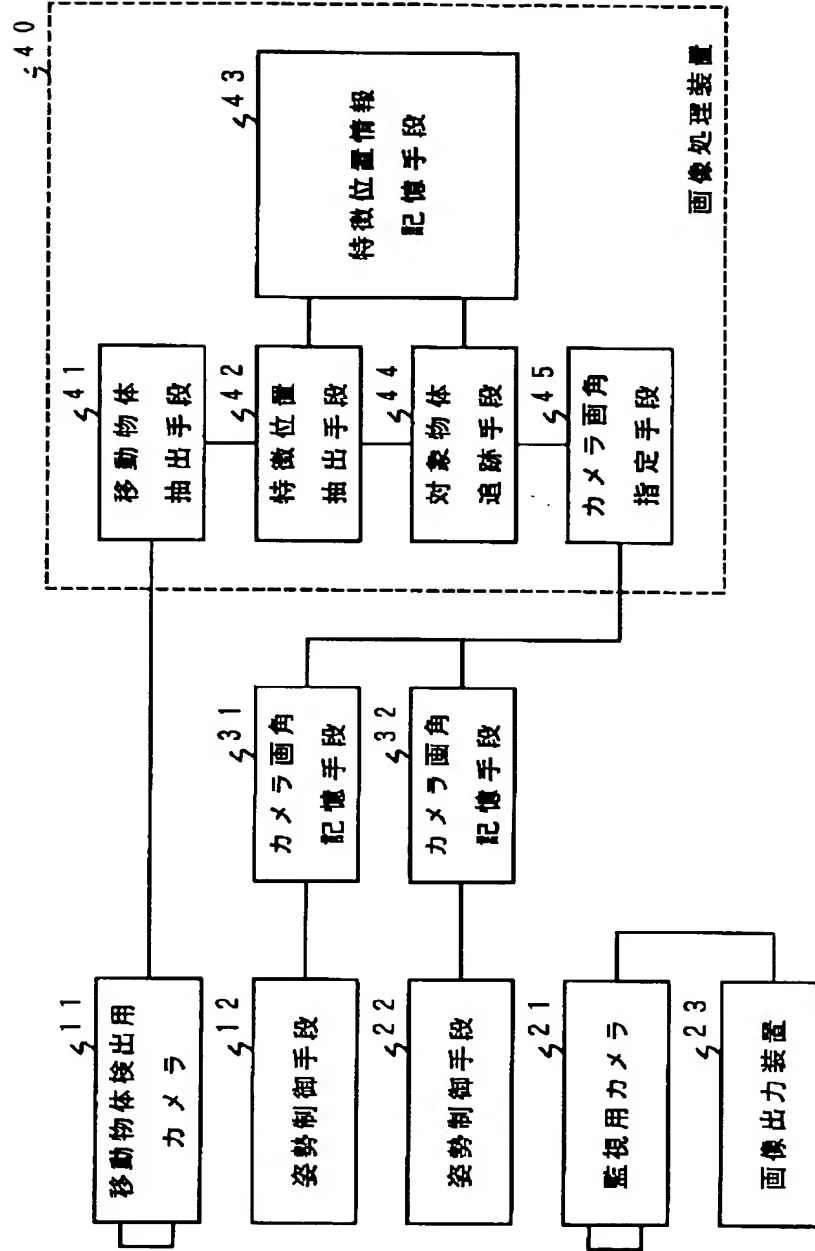 11
移動物体検出用
カメラ
12
姿勢制御手段
22
姿勢制御手段
21
監視用カメラ
23
画像出力装置
31
カメラ画角
記憶手段
32
カメラ画角
記憶手段
40
41
移動物体
抽出手段
42
特徴位置
抽出手段
43
特徴位置情報
記憶手段
44
対象物体
追跡手段
45
カメラ画角
指定手段
画像処理装置